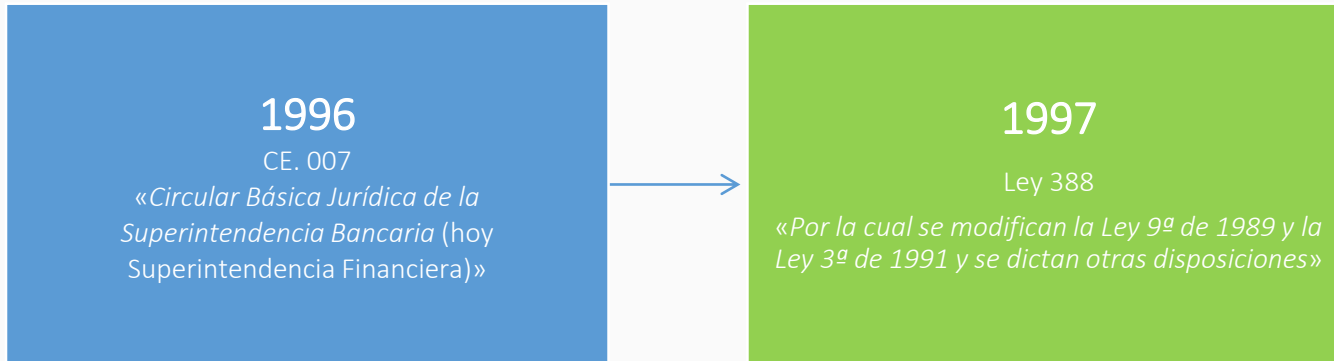 1996
CE. 007
«Circular Básica Jurídica de la
Superintendencia Bancaria (hoy
Superintendencia Financiera)»
1997
Ley 388
«Por la cual se modifican la Ley 9ª de 1989 y la
Ley 3ª de 1991 y se dictan otras disposiciones»